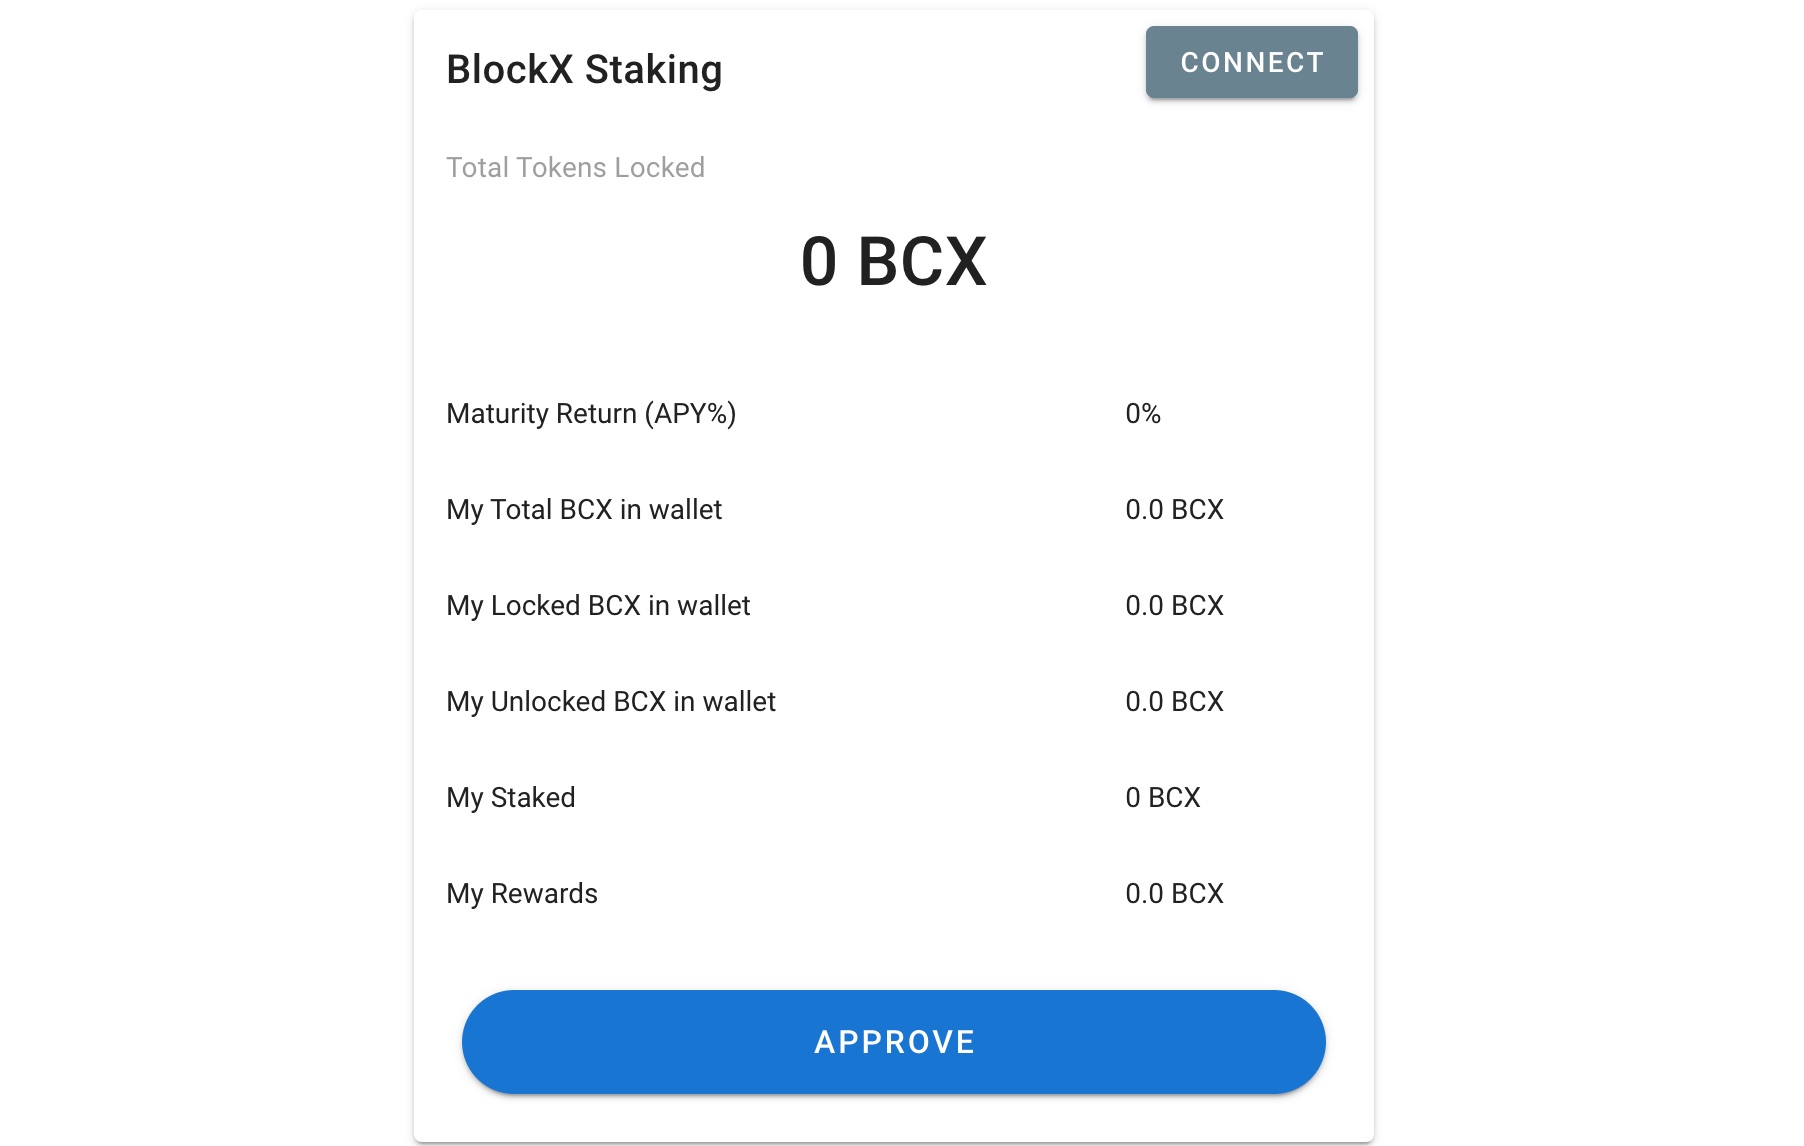 BlockX Staking
CONNECT
Total Tokens Locked
0 BCX
Maturity Return (APY%) 0%
My Total BCX in wallet 0.0 BCX
My Locked BCX in wallet 0.0 BCX
My Unlocked BCX in wallet 0.0 BCX
My Staked 0 BCX
My Rewards 0.0 BCX
APPROVE